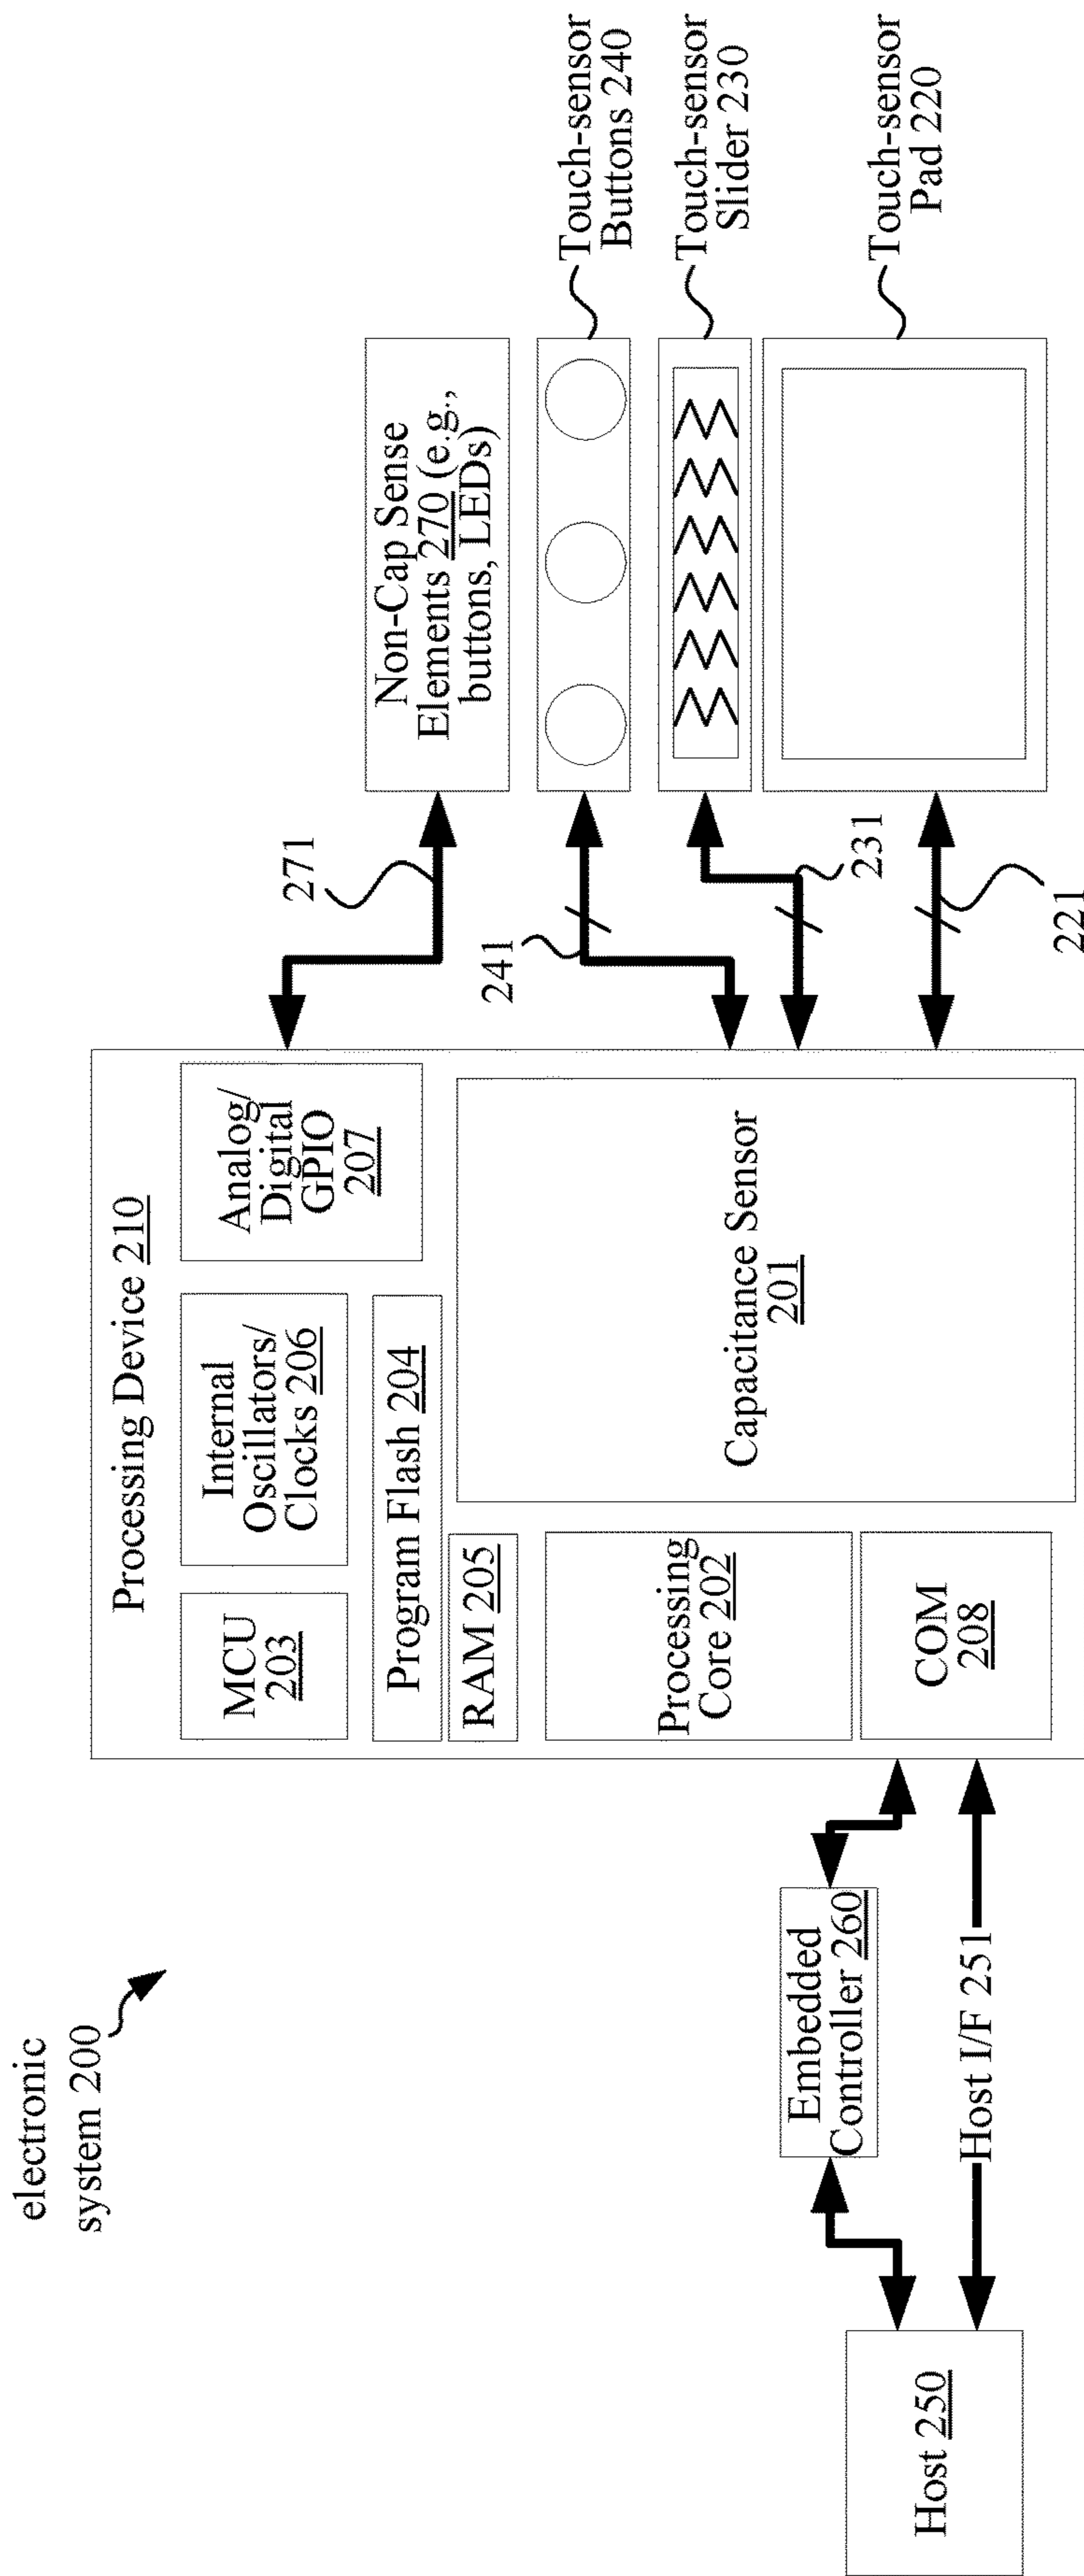 electronic
system 200
Processing Device 210
MCU
203
Internal
Oscillators/
Clocks 206
Analog/
Digital
GPIO
207
Program Flash 204
RAM 205
Processing
Core 202
COM
208
Capacitance Sensor
201
Host 250
Embedded
Controller 260
Host I/F 251
271
241
231
221
Non-Cap Sense
Elements 270 (e.g.,
buttons, LEDs)
Touch-sensor
Buttons 240
Touch-sensor
Slider 230
Touch-sensor
Pad 220